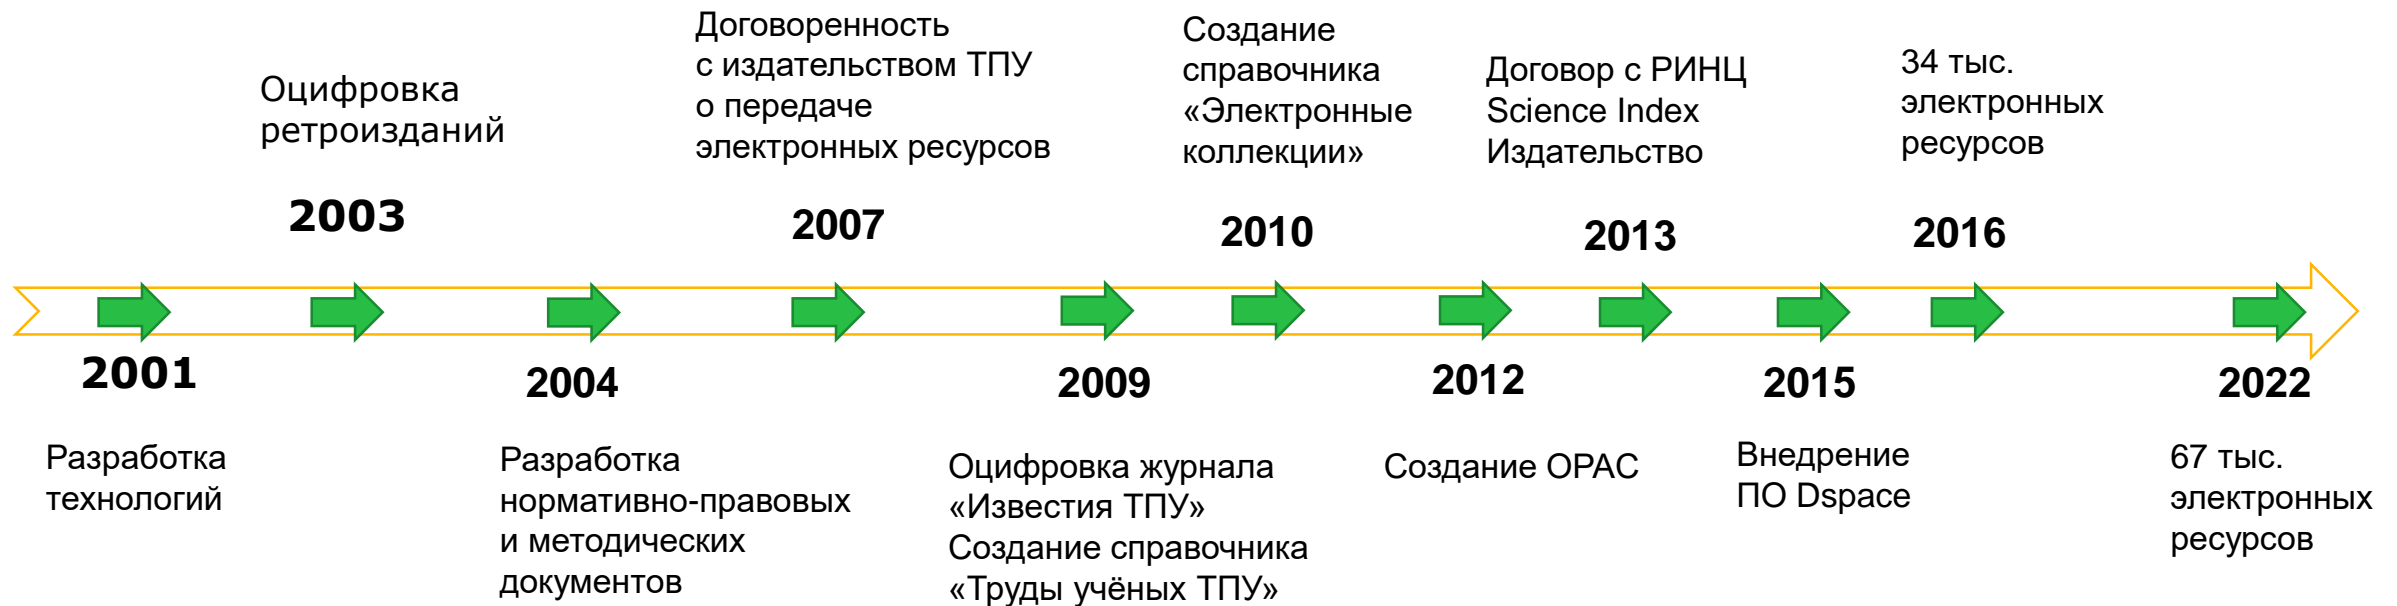 Оцифровка
ретроизданий
2003
Договоренность
с издательством ТПУ
о передаче
электронных ресурсов
2007
Создание
справочника
«Электронные
коллекции»
2010
Договор с РИНЦ
Science Index
Издательство
2013
34 тыс.
электронных
ресурсов
2016
2001
Разработка
технологий
2004
Разработка
нормативно-правовых
и методических
документов
2009
Оцифровка журнала
«Известия ТПУ»
Создание справочника
«Труды учёных ТПУ»
2012
Создание OPAC
2015
Внедрение
ПО Dspace
2022
67 тыс.
электронных
ресурсов